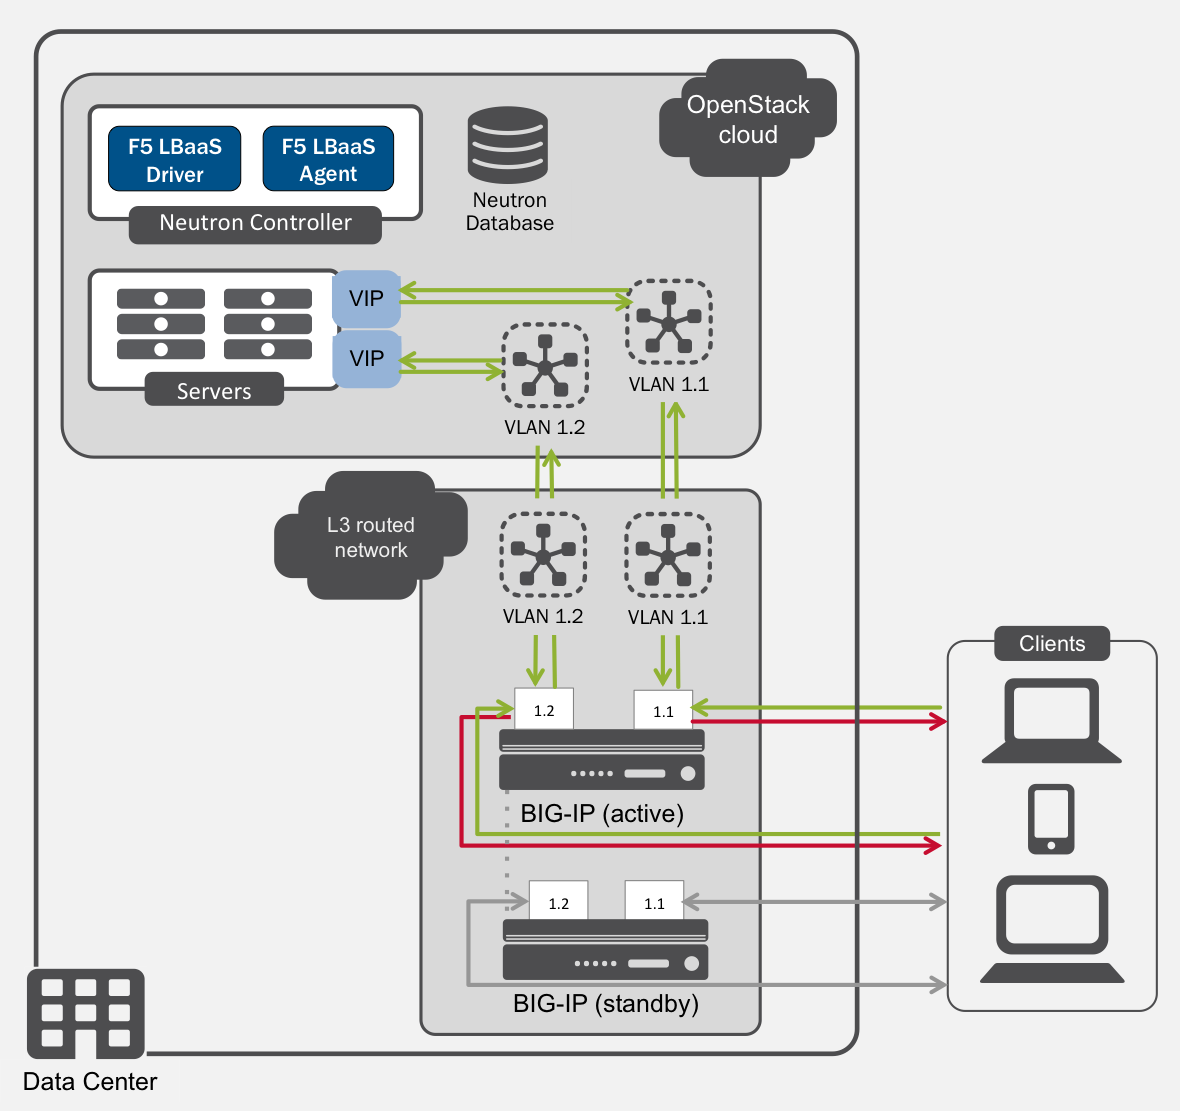 OpenStack
cloud
F5 LBaaS
Driver
F5 LBaaS
Agent
Neutron Controller
Neutron
Database
VIP
VIP
Servers
VLAN 1.1
VLAN 1.2
L3 routed
network
VLAN 1.2
VLAN 1.1
Clients
1.2
1.1
BIG-IP (active)
1.2
1.1
BIG-IP (standby)
Data Center